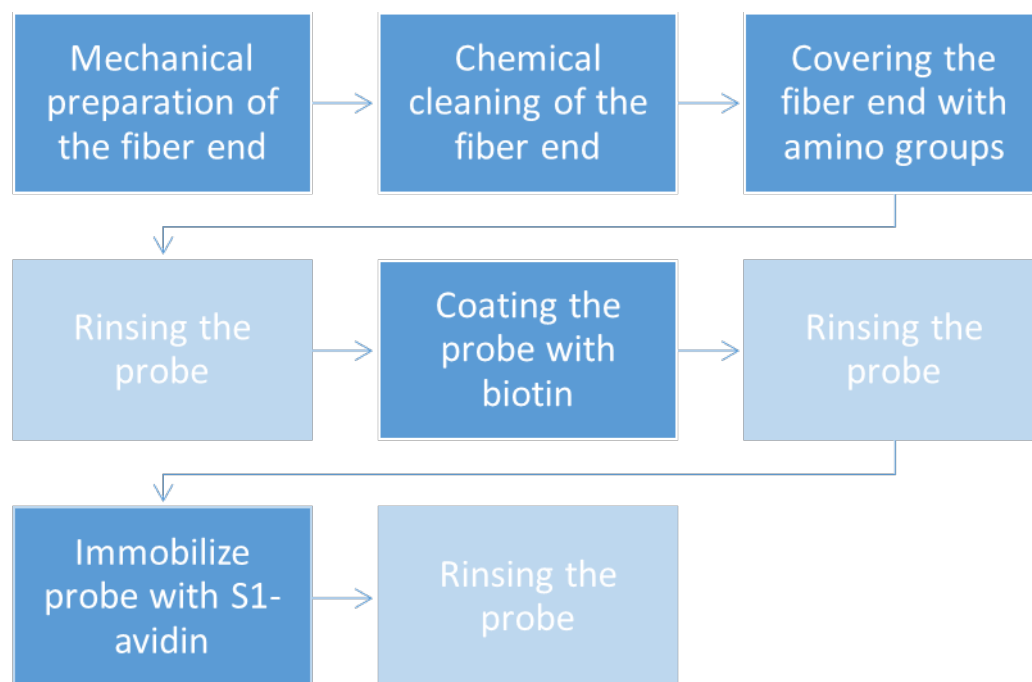 Mechanical
preparation of
the fiber end
Chemical
cleaning of the
fiber end
Covering the
fiber end with
amino groups
Rinsing the
probe
Coating the
probe with
biotin
Rinsing the
probe
Immobilize
probe with S1-
avidin
Rinsing the
probe